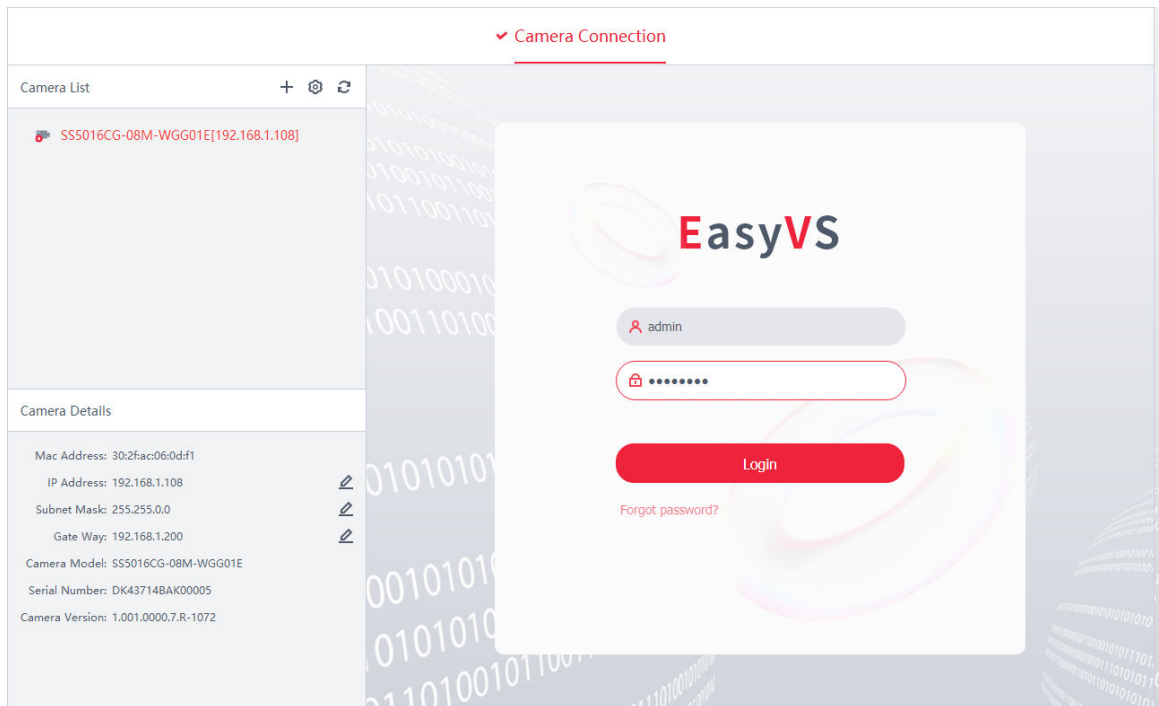 Camera Connection
Camera List
SS5016CG-08M-WGG01E[192.168.1.108]
EasyVS
admin
Login
Forgot password?
Camera Details
Mac Address: 30:2f:ac:06:0d:f1
IP Address: 192.168.1.108
Subnet Mask: 255.255.0.0
Gate Way: 192.168.1.200
Camera Model: SS5016CG-08M-WGG01E
Serial Number: DK43714BAK00005
Camera Version: 1.001.0000.7.R-1072